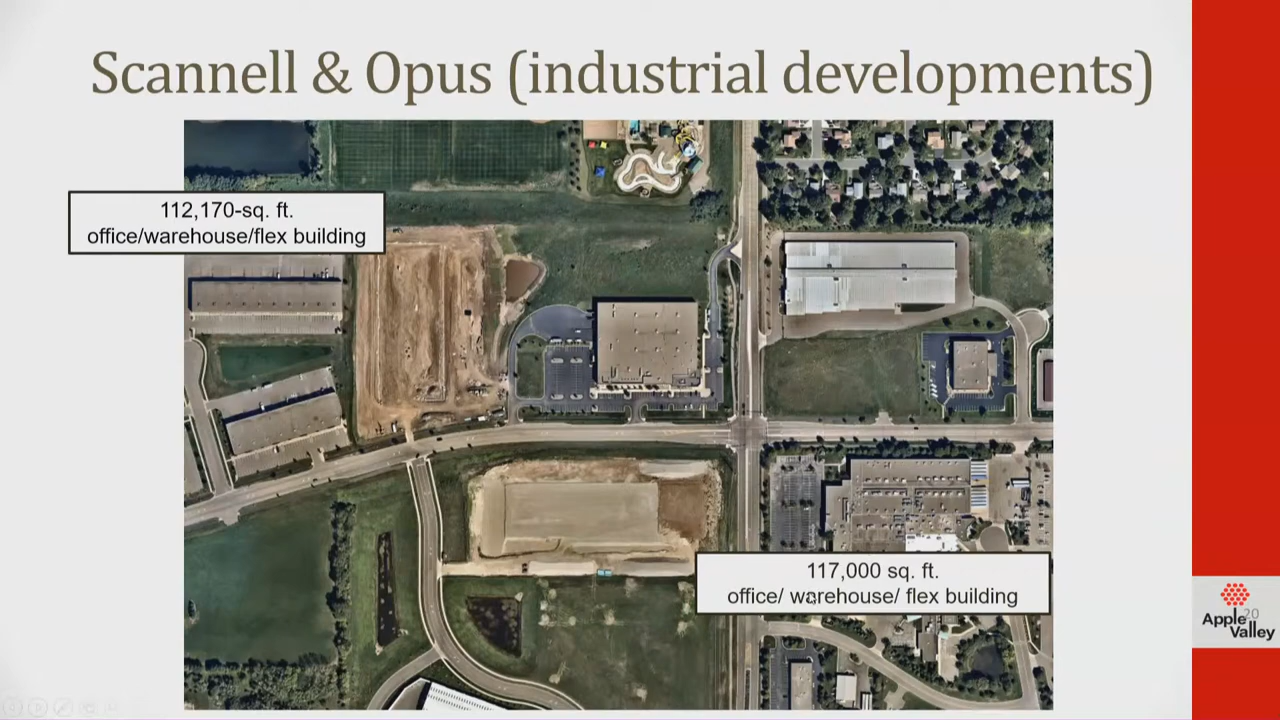 Scannell & Opus (industrial developments)
112,170-sq. ft.
office/warehouse/flex building
117,000 sq. ft.
office/ warehouse/ flex building
20
Apple
Valley